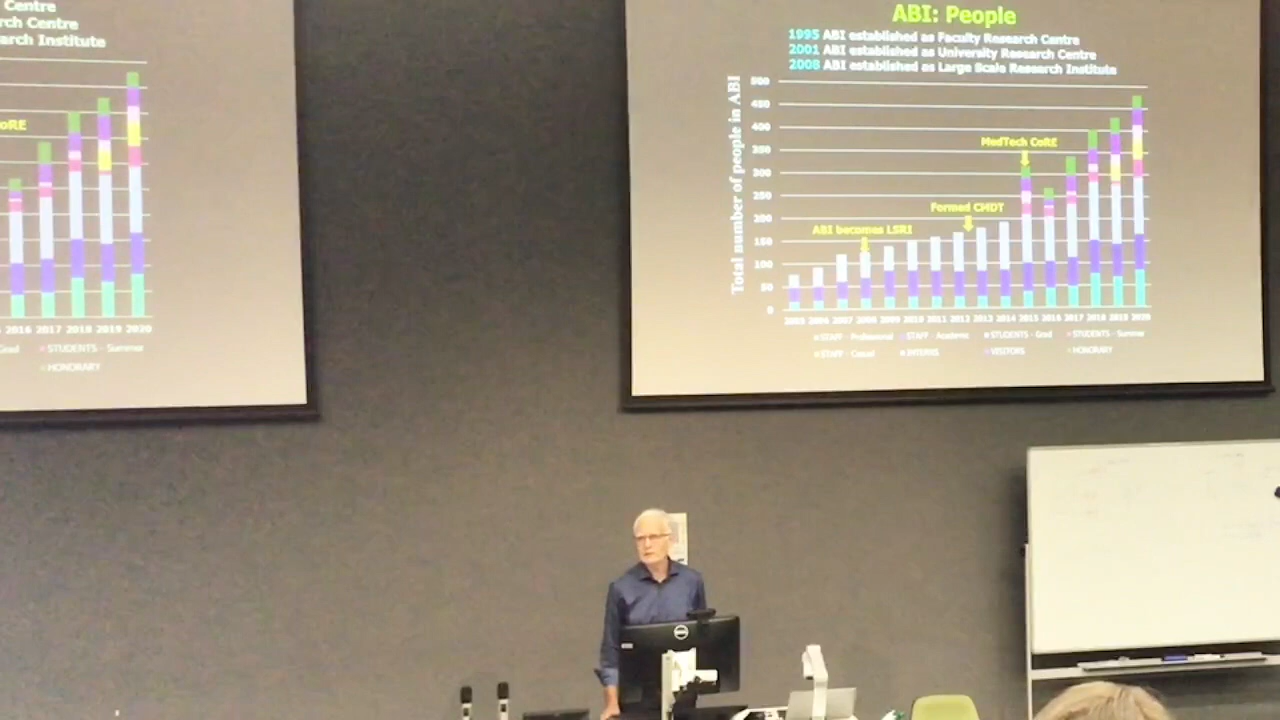 Centre
rch Centre
arch Institute
oRE
2016 2017 2018 2019 2020
Grad STUDENTS - Summer
HONORARY
ABI: People
1995 ABI established as Faculty Research Centre
2001 ABI established as University Research Centre
2008 ABI established as Large Scale Research Institute
Total number of people in ABI
500
450
400
350
300
250
200
150
100
50
0
MedTech CoRE
Formed CMDT
ABI becomes LSRI
2005 2006 2007 2008 2009 2010 2011 2012 2013 2014 2015 2016 2017 2018 2019 2020
STAFF - Professional STAFF - Academic STUDENTS - Grad STUDENTS - Summer
STAFF - Casual INTERNS VISITORS HONORARY
DELL